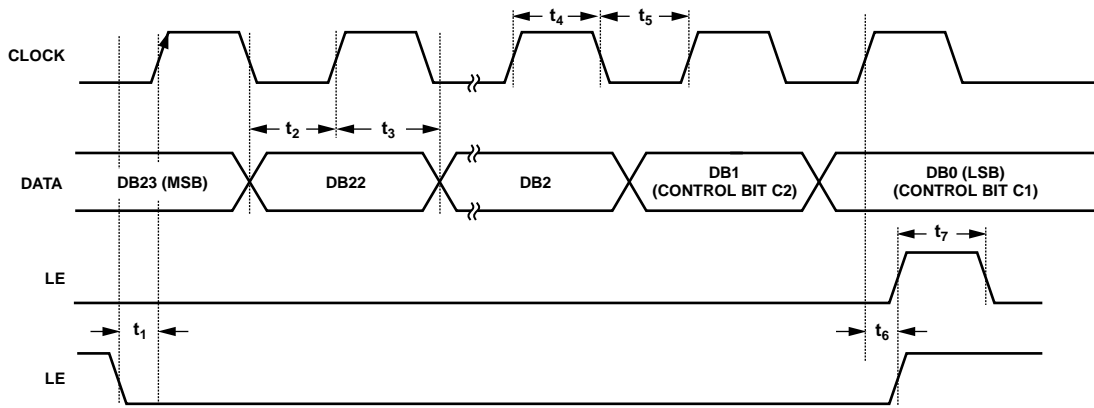 t4 t5
CLOCK
t2 t3
DATA DB23 (MSB) DB22 DB2 DB1 (CONTROL BIT C2) DB0 (LSB) (CONTROL BIT C1)
t7
LE
t1 t6
LE